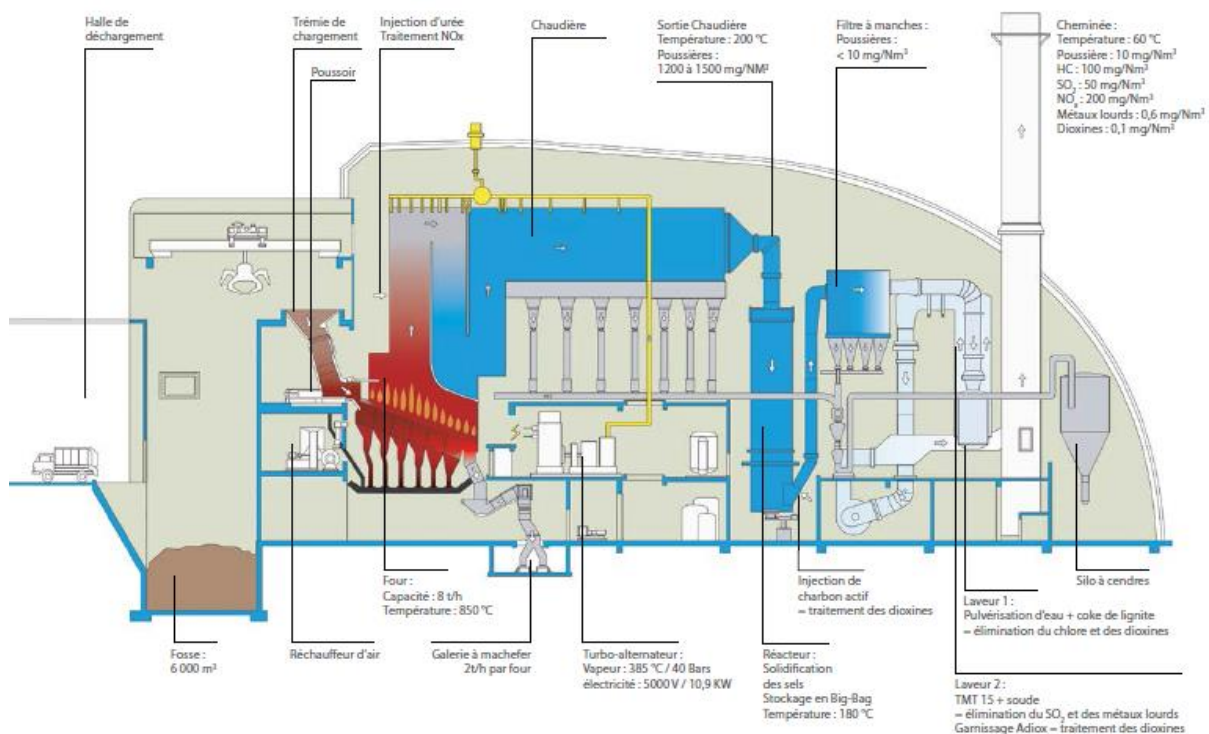 Halle de
déchargement
Trémie de
chargement
Poussoir
Injection d'urée
Traitement NOx
Chaudière
Sortie Chaudière
Température : 200 °C
Poussières :
1200 à 1500 mg/NM³
Filtre à manches :
Poussières :
< 10 mg/Nm³
Cheminée :
Température : 60 °C
Poussière : 10 mg/Nm³
HC : 100 mg/Nm³
SO₂ : 50 mg/Nm³
NOₓ : 200 mg/Nm³
Métaux lourds : 0,6 mg/Nm³
Dioxines : 0,1 mg/Nm³
Fosse :
6 000 m³
Réchauffeur d'air
Four :
Capacité : 8 t/h
Température : 850 °C
Galerie à machefer
2t/h par four
Turbo-alternateur :
Vapeur : 385 °C / 40 Bars
électricité : 5000 V / 10,9 KW
Réacteur :
Solidification
des sels
Stockage en Big-Bag
Température : 180 °C
Injection de
charbon actif
= traitement des dioxines
Laveur 1 :
Pulvérisation d'eau + coke de lignite
= élimination du chlore et des dioxines
Laveur 2 :
TMT 15 + soude
= élimination du SO₂ et des métaux lourds
Garnissage Adiox = traitement des dioxines
Silo à cendres